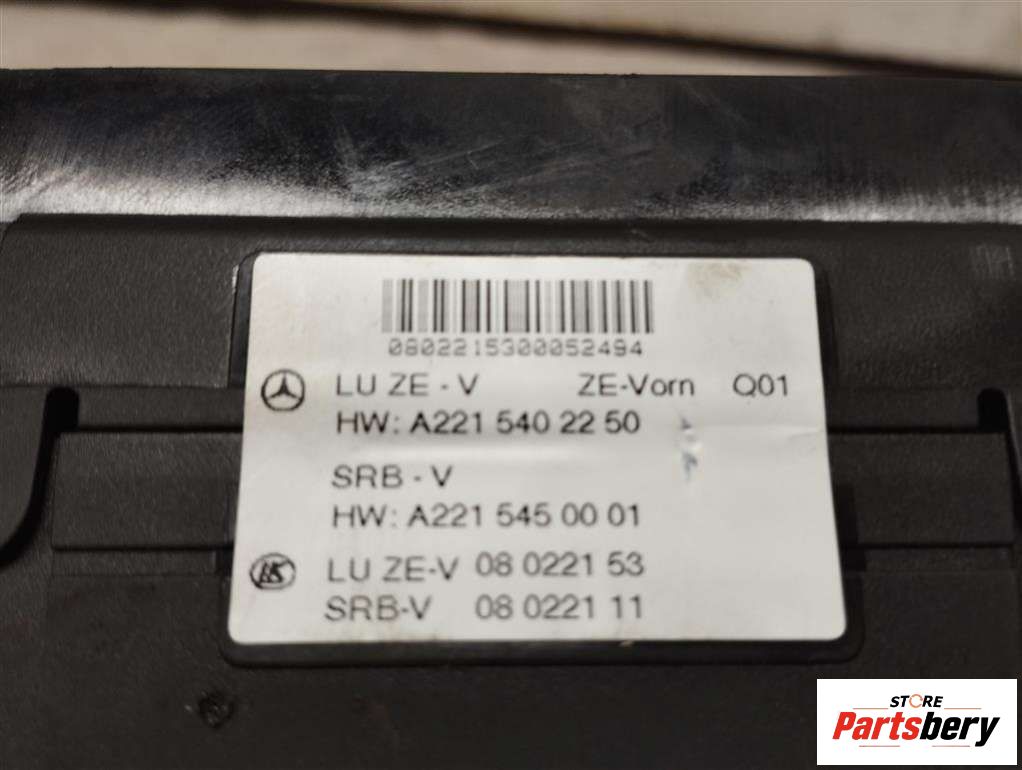 0802215300052494
LU ZE - V ZE-Vorn Q01
HW: A221 540 22 50
SRB - V
HW: A221 545 00 01
LK LU ZE-V 08 0221 53
SRB-V 08 0221 11
STORE
Partsbery